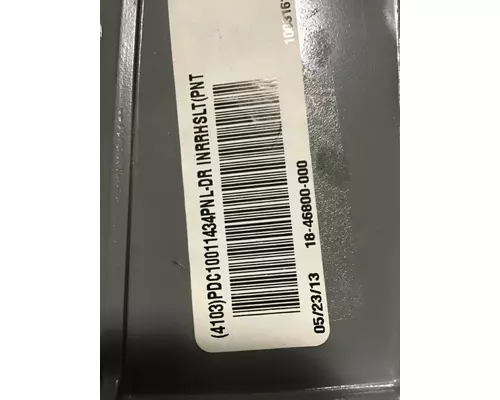 (4103)PDC10011434PNL-DR INRRHSLT(PNT
05/23/13 18-46800-000